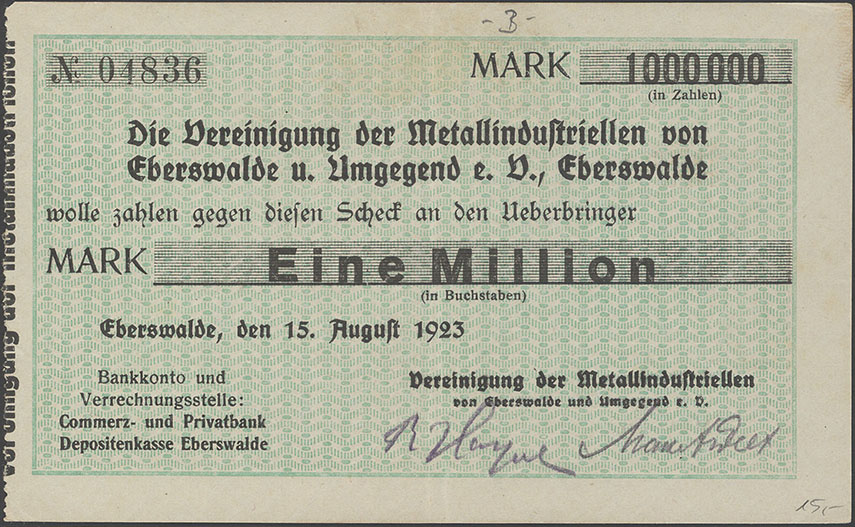 - B -
№ 04836
MARK 1000000
(in Zahlen)
Die Vereinigung der Metallindustriellen von
Eberswalde u. Umgegend e. V., Eberswalde
wolle zahlen gegen diesen Scheck an den Ueberbringer
MARK Eine Million
(in Buchstaben)
Eberswalde, den 15. August 1923
Bankkonto und
Verrechnungsstelle:
Commerz- und Privatbank
Depositenkasse Eberswalde
Vereinigung der Metallindustriellen
von Eberswalde und Umgegend e. V.
15,-